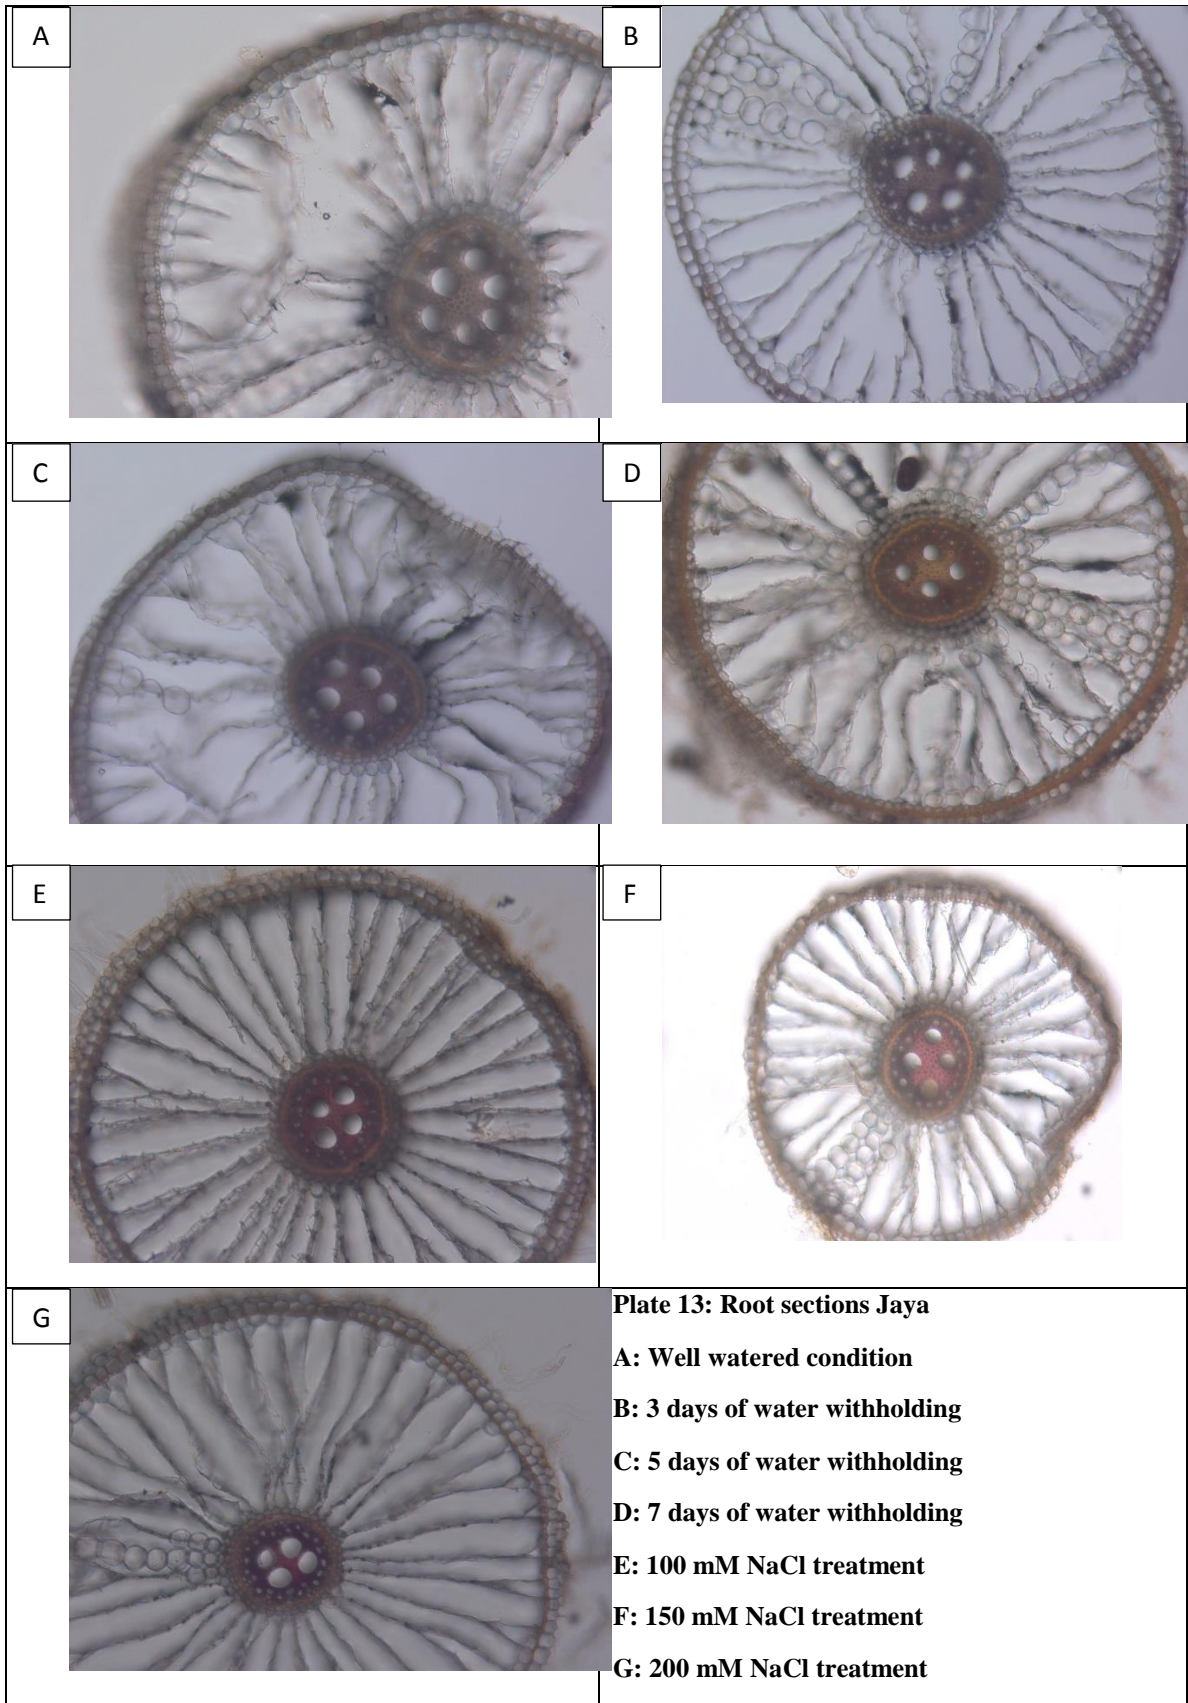 A
B
C
D
E
F
G
Plate 13: Root sections Jaya
A: Well watered condition
B: 3 days of water withholding
C: 5 days of water withholding
D: 7 days of water withholding
E: 100 mM NaCl treatment
F: 150 mM NaCl treatment
G: 200 mM NaCl treatment